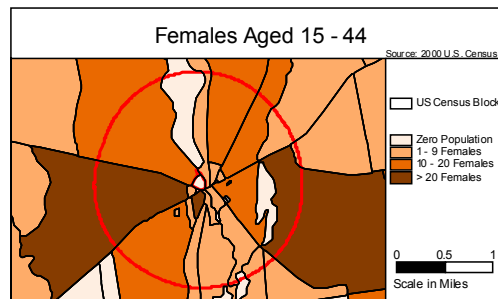 Females Aged 15 - 44
Source: 2000 U.S. Census
US Census Block
Zero Population
1 - 9 Females
10 - 20 Females
> 20 Females
0 0.5 1
Scale in Miles